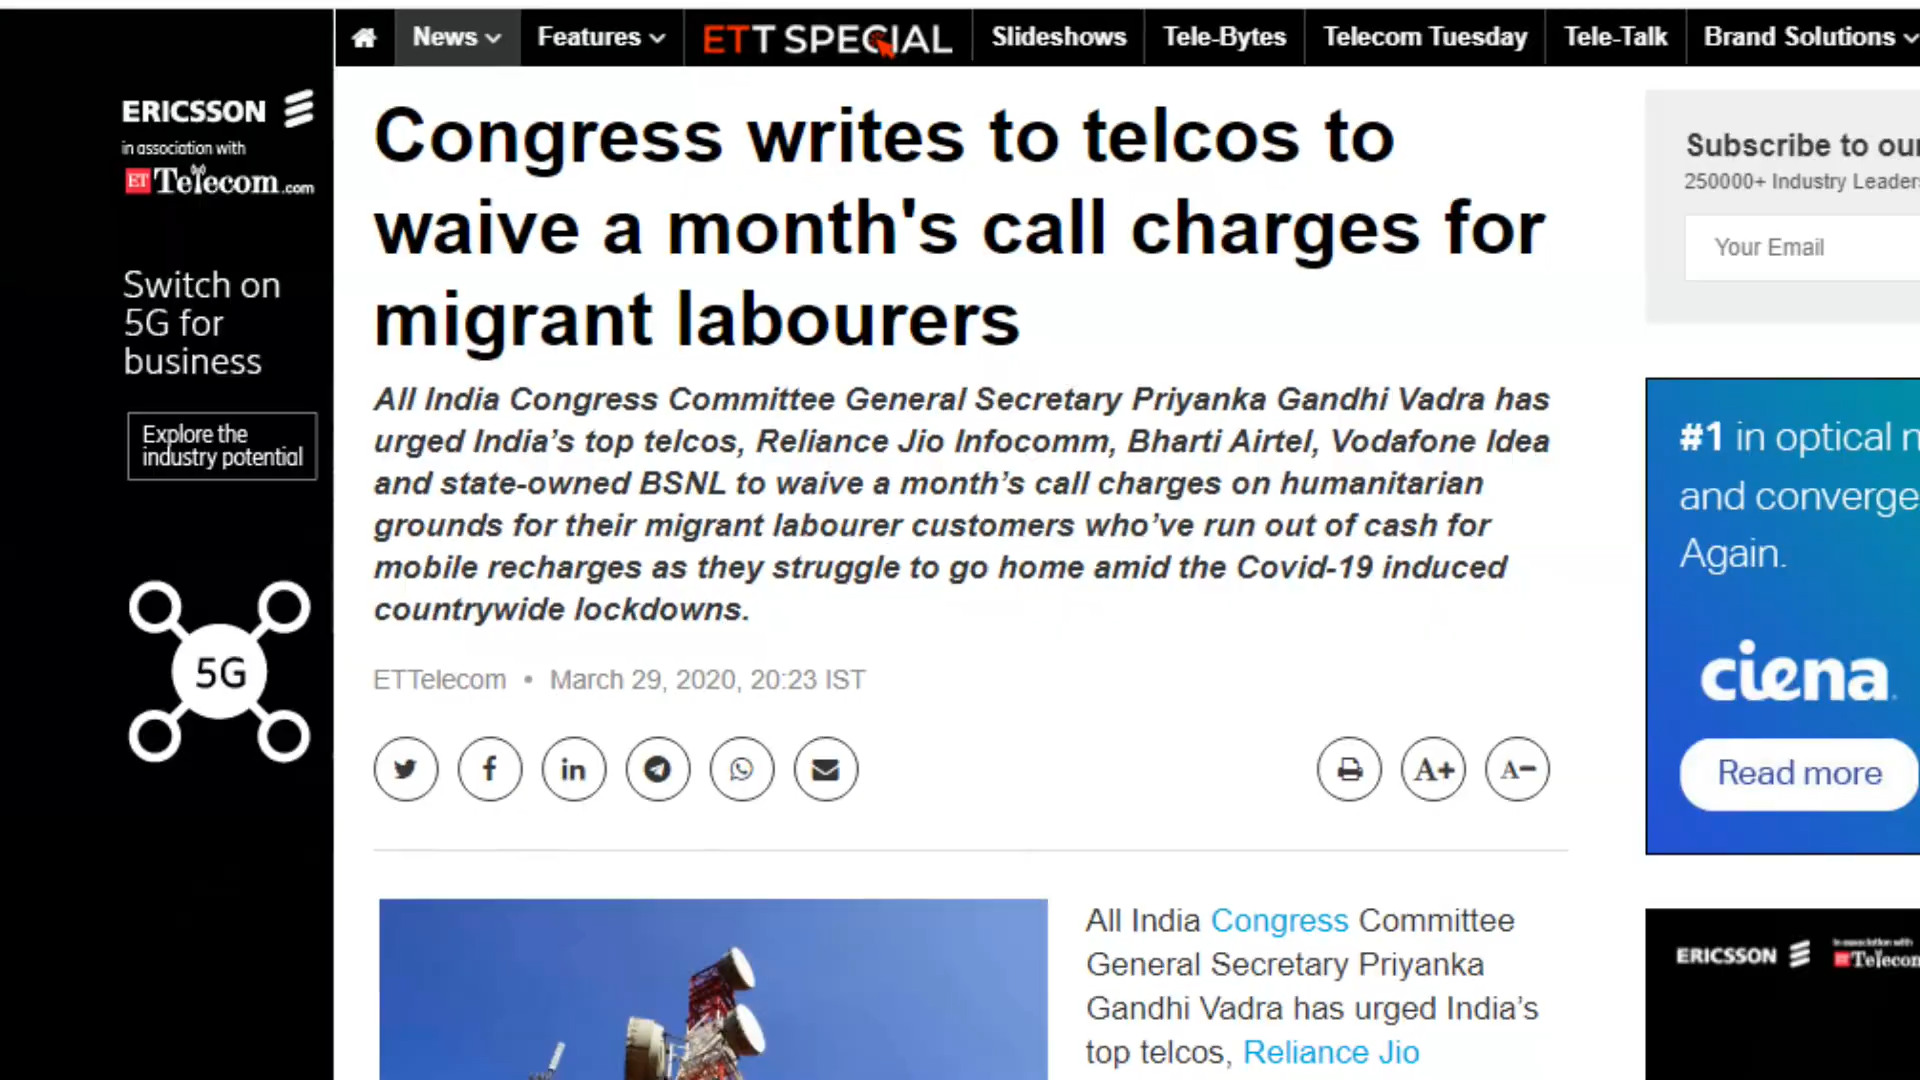 News
Features
ETT SPECIAL
Slideshows
Tele-Bytes
Telecom Tuesday
Tele-Talk
Brand Solutions
ERICSSON
in association with
ET Telecom.com
Switch on
5G for
business
Explore the
industry potential
5G
Congress writes to telcos to
waive a month's call charges for
migrant labourers
All India Congress Committee General Secretary Priyanka Gandhi Vadra has
urged India’s top telcos, Reliance Jio Infocomm, Bharti Airtel, Vodafone Idea
and state-owned BSNL to waive a month’s call charges on humanitarian
grounds for their migrant labourer customers who’ve run out of cash for
mobile recharges as they struggle to go home amid the Covid-19 induced
countrywide lockdowns.
ETTelecom • March 29, 2020, 20:23 IST
A+
A-
All India Congress Committee
General Secretary Priyanka
Gandhi Vadra has urged India’s
top telcos, Reliance Jio
Subscribe to our
250000+ Industry Leaders
Your Email
#1 in optical n
and converge
Again.
ciena
Read more
ERICSSON
in association with
Telecom